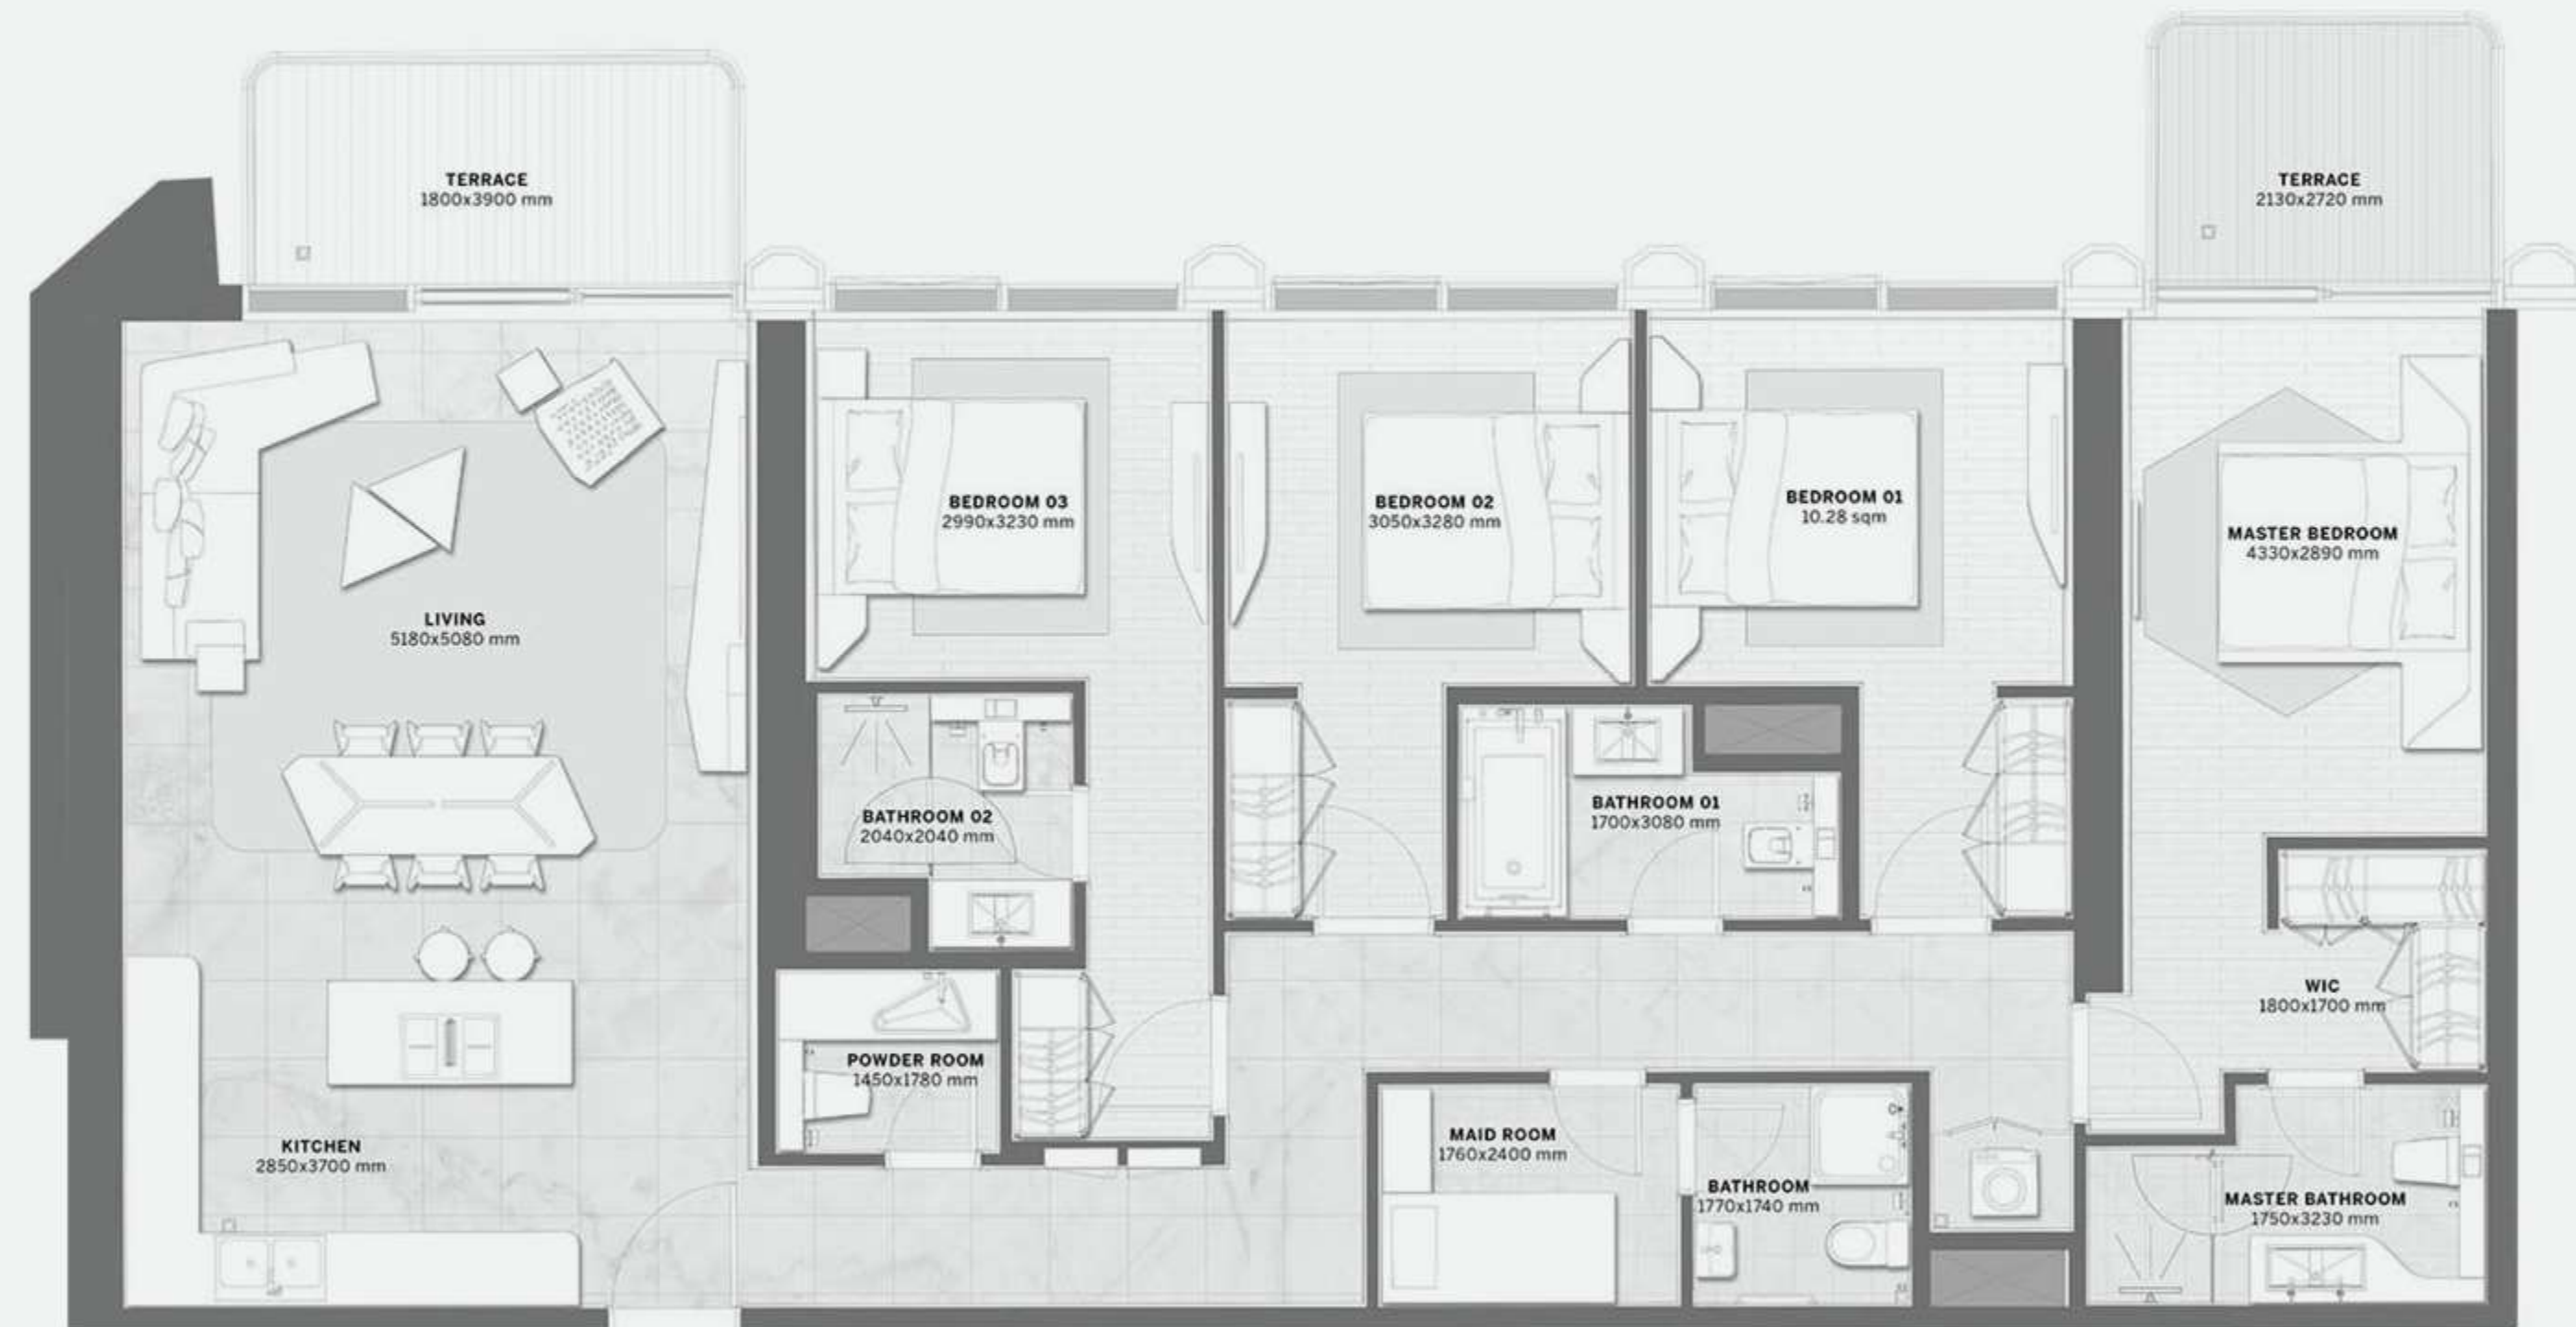 TERRACE
1800x3900 mm
TERRACE
2130x2720 mm
BEDROOM 03
2990x3230 mm
BEDROOM 02
3050x3280 mm
BEDROOM 01
10.28 sqm
MASTER BEDROOM
4330x2890 mm
LIVING
5180x5080 mm
BATHROOM 02
2040x2040 mm
BATHROOM 01
1700x3080 mm
WIC
1800x1700 mm
POWDER ROOM
1450x1780 mm
KITCHEN
2850x3700 mm
MAID ROOM
1760x2400 mm
BATHROOM
1770x1740 mm
MASTER BATHROOM
1750x3230 mm